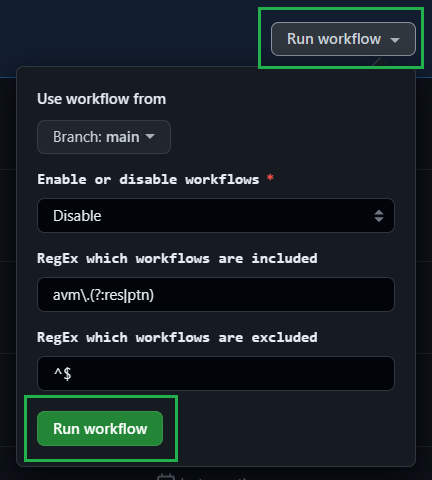 Run workflow
Use workflow from
Branch: main
Enable or disable workflows *
Disable
RegEx which workflows are included
avm\.(?:res|ptn)
RegEx which workflows are excluded
^$
Run workflow